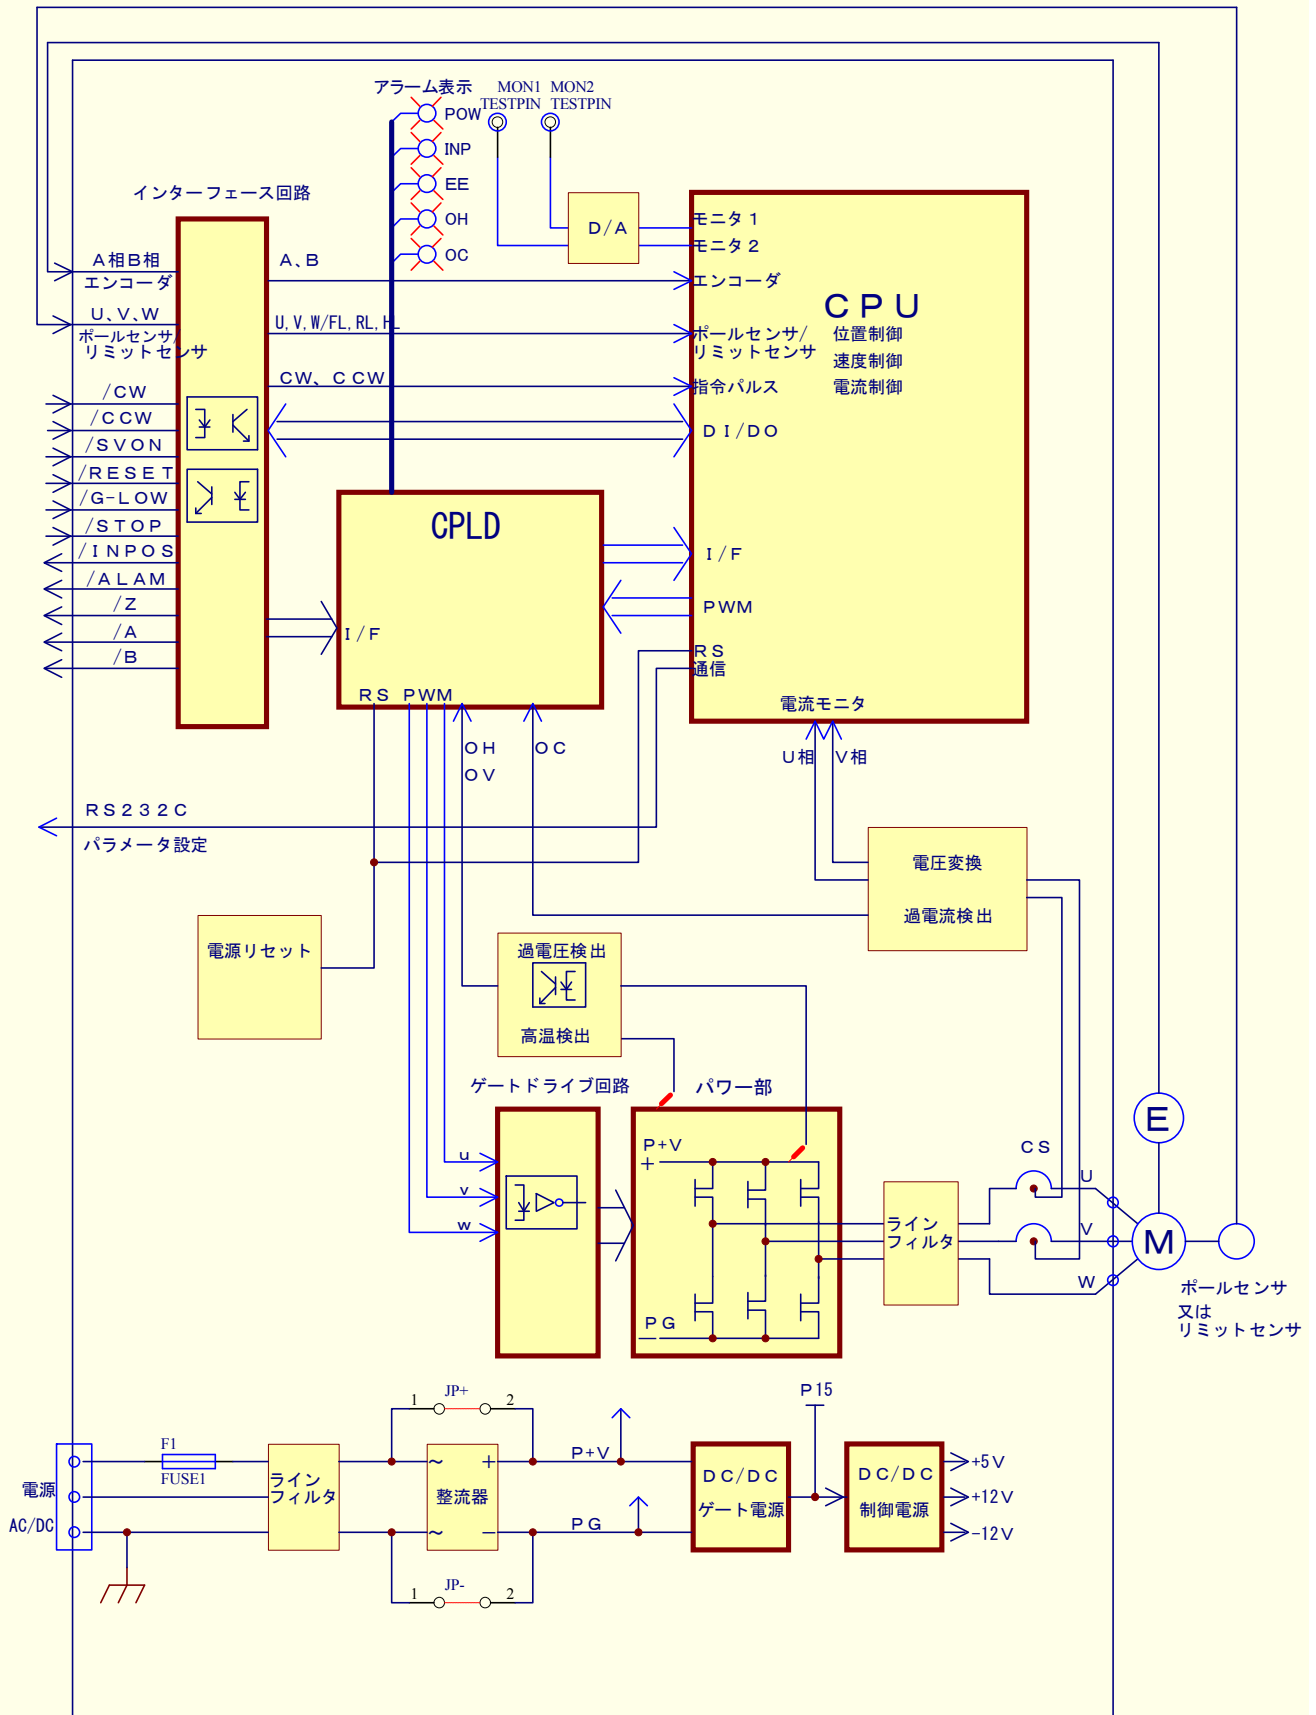 アラーム表示
MON1 MON2
TESTPIN TESTPIN
POW
INP
EE
OH
OC
インターフェース回路
D/A
モニタ1
モニタ2
A相B相
エンコーダ
A、B
エンコーダ
CPU
U、V、W
ポールセンサ/
リミットセンサ
U,V,W/FL,RL,HL
ポールセンサ/
リミットセンサ
位置制御
速度制御
電流制御
/CW
CW、CCW
指令パルス
/CCW
DI/DO
/SVON
/RESET
/G-LOW
/STOP
/INPOS
/ALAM
/Z
/A
/B
CPLD
I/F
I/F
PWM
RS
通信
RS PWM
電流モニタ
OH
OV
OC
U相
V相
RS232C
パラメータ設定
電圧変換
過電流検出
電源リセット
過電圧検出
高温検出
ゲートドライブ回路
パワー部
P+V
+
u
v
w
PG
−
ライン
フィルタ
CS
U
V
W
E
M
ポールセンサ
又は
リミットセンサ
1 JP+ 2
P15
F1
FUSE1
電源
AC/DC
ライン
フィルタ
~ +
整流器
~ −
P+V
PG
DC/DC
ゲート電源
DC/DC
制御電源
+5V
+12V
-12V
1 JP- 2